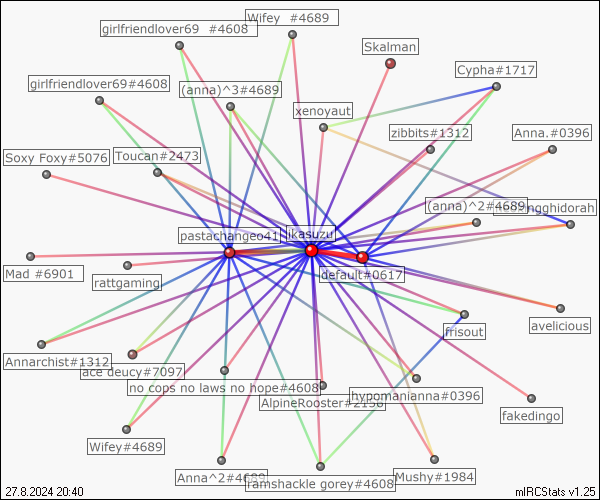 Wifey #4689
girlfriendlover69 #4608
Skalman
Cypha#1717
girlfriendlover69#4608
(anna)^3#4689
xenoyaut
zibbits#1312
Anna.#0396
Soxy Foxy#5076
Toucan#2473
(anna)^2#4689
inoghidorah
pastachangeo41
ikasuzu
Mad #6901
rattgaming
default#0617
avelicious
frisout
Annarchist#1312
ace deucy#7097
no cops no laws no hope#4608
hypomanianna#0396
AlpineRooster#2158
fakedingo
Wifey#4689
Anna^2#4689
ramshackle gorey#4608
Mushy#1984
27.8.2024 20:40
mIRCStats v1.25